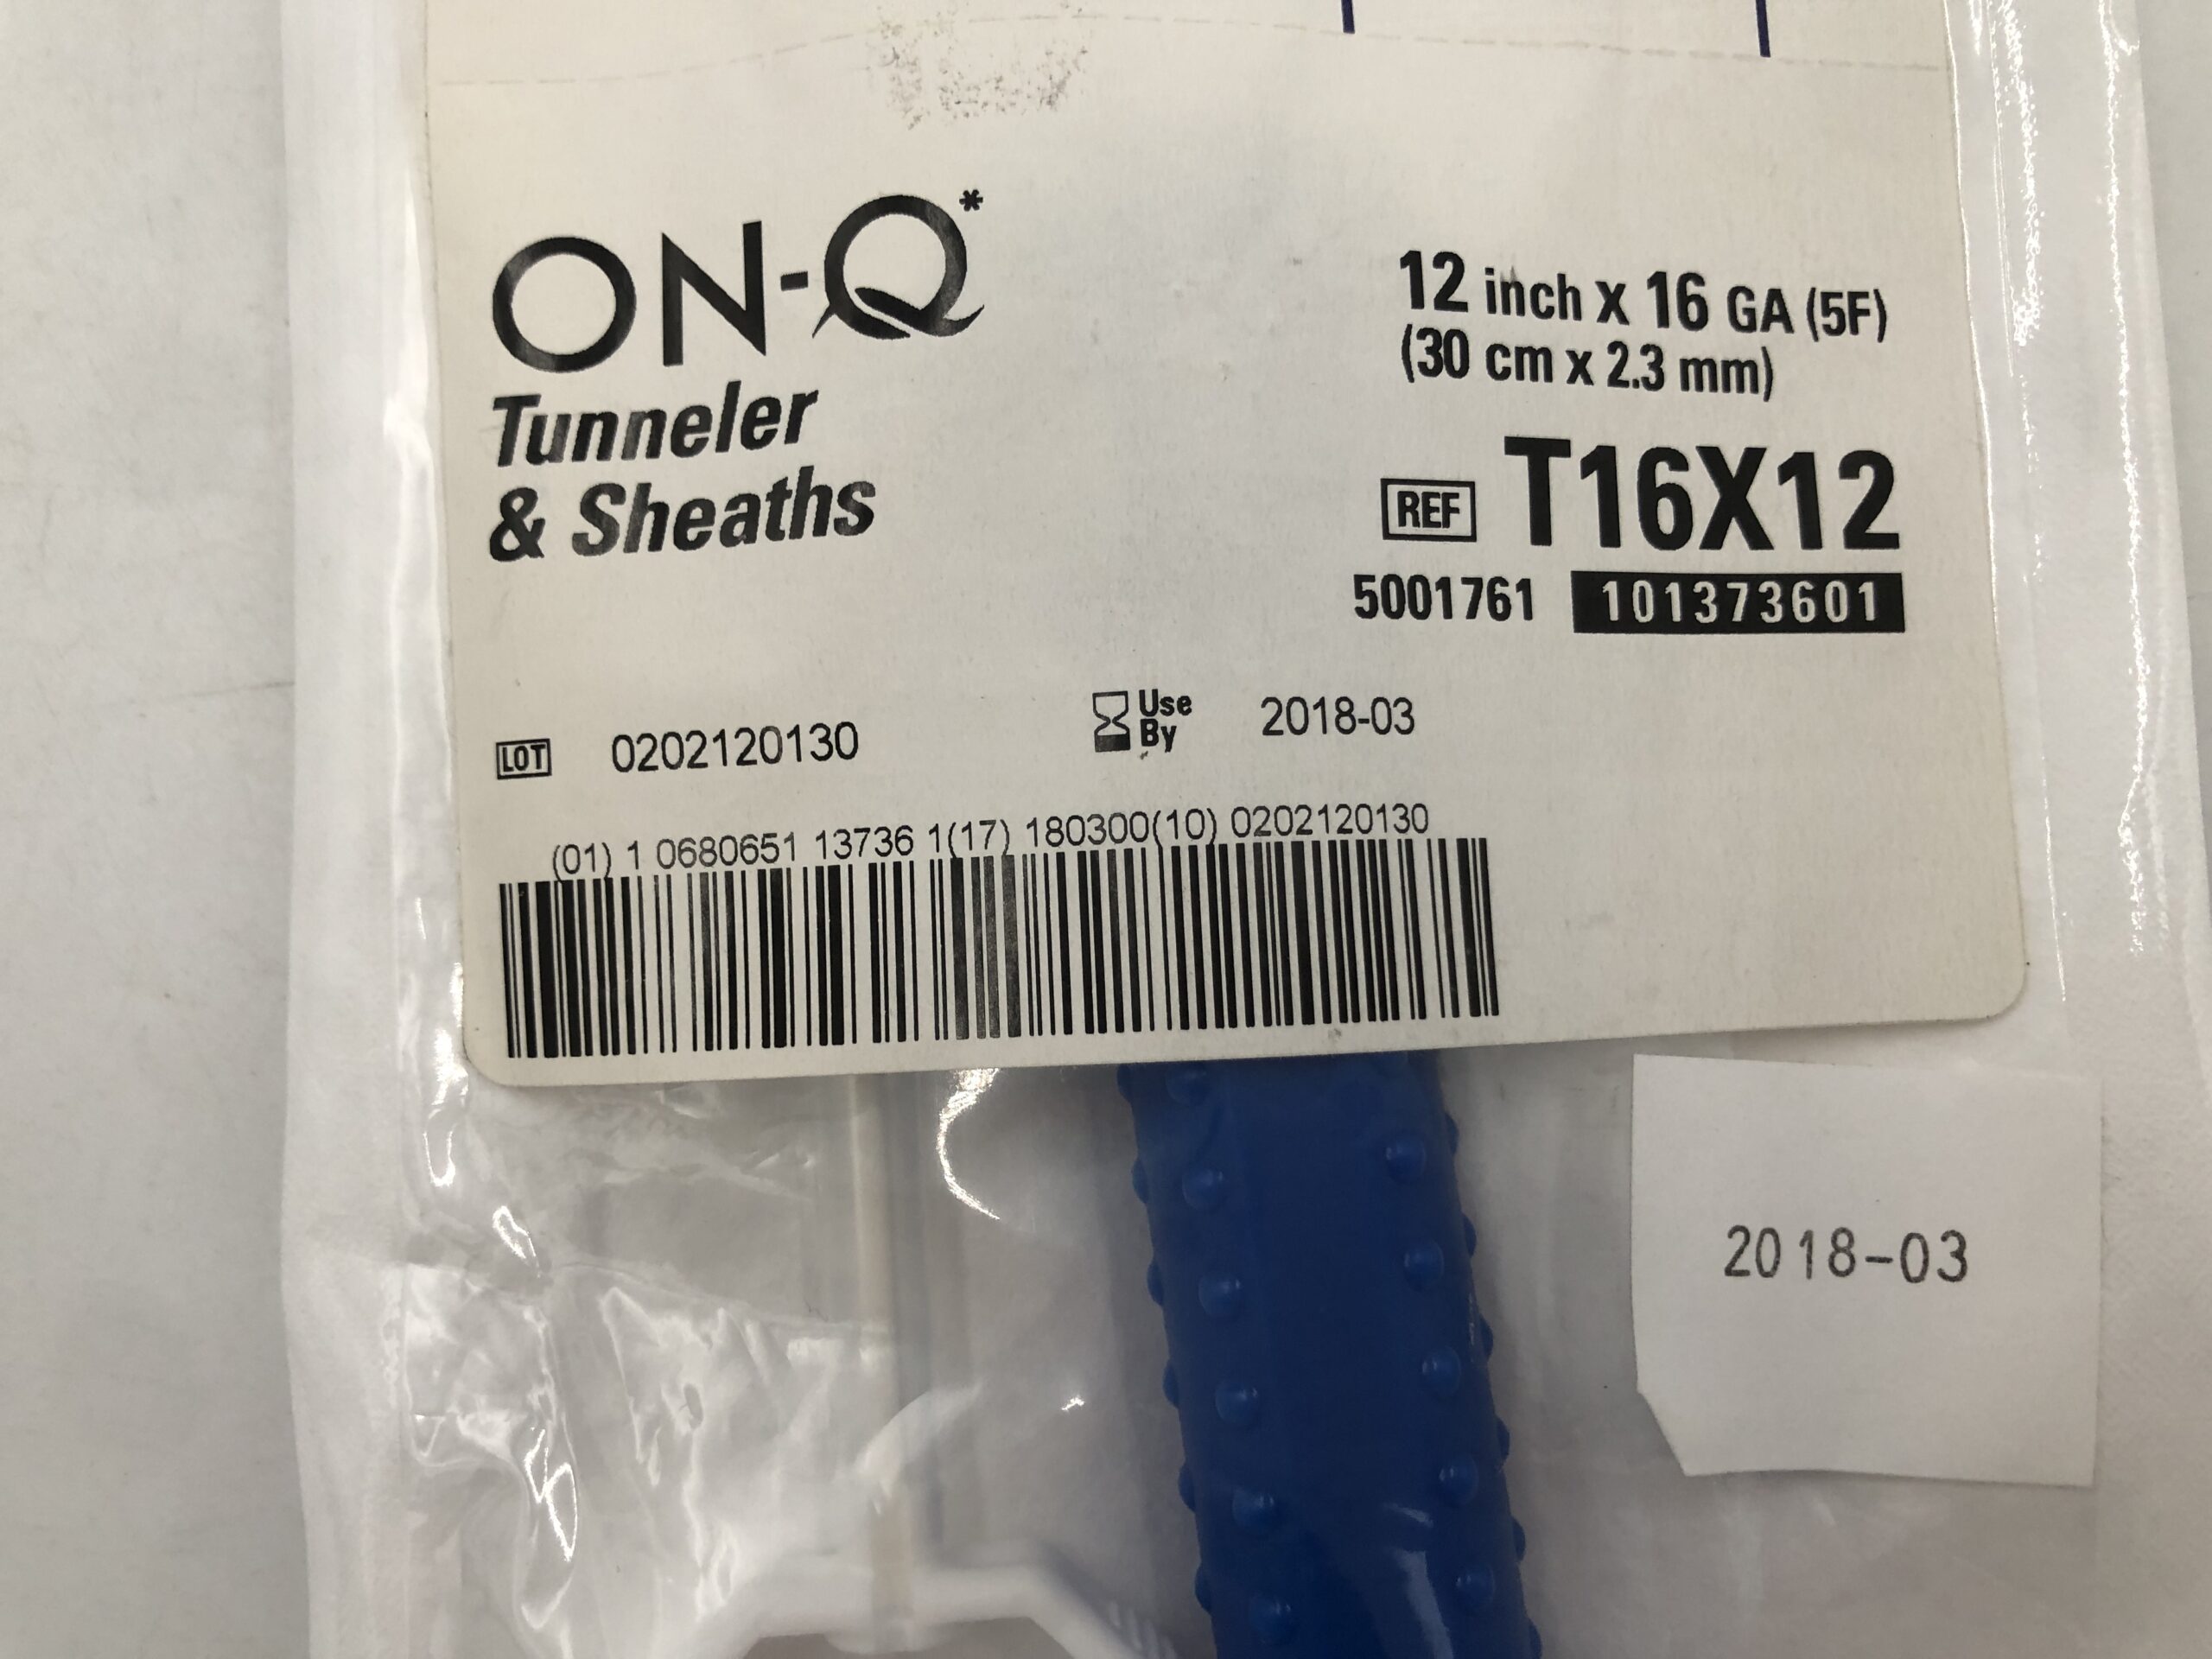 ON-Q*
Tunneler
& Sheaths
12 inch x 16 GA (5F)
(30 cm x 2.3 mm)
REF T16X12
5001761 101373601
LOT 0202120130
Use By 2018-03
(01) 1 0680651 13736 1(17) 180300(10) 0202120130
2018-03